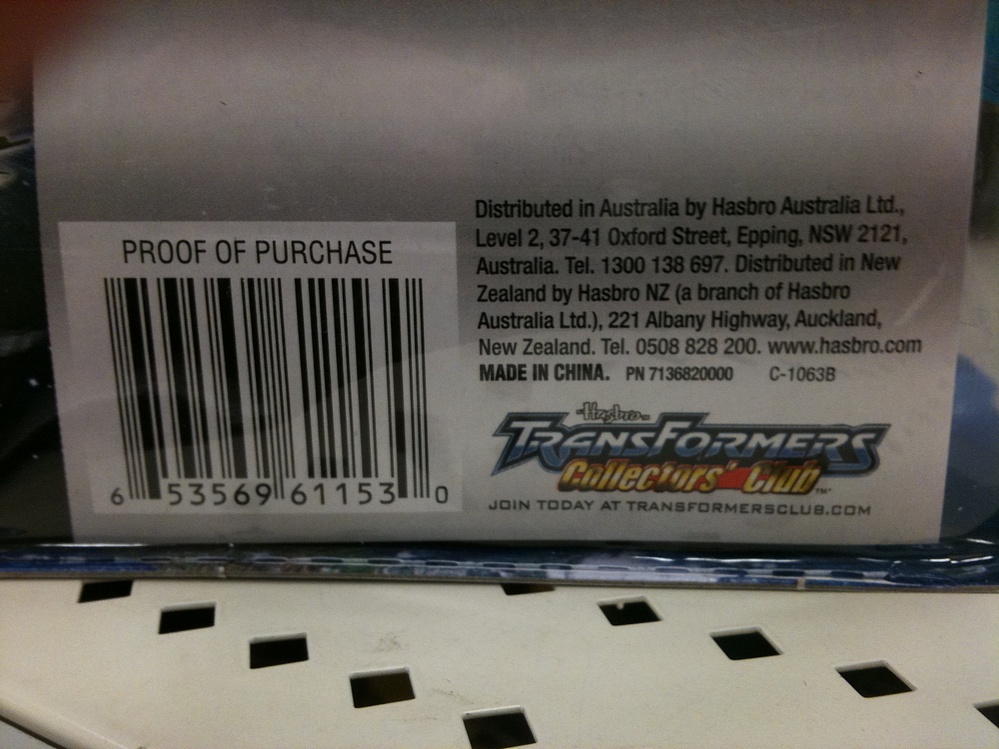 PROOF OF PURCHASE
6 53569 61153 0
Distributed in Australia by Hasbro Australia Ltd.,
Level 2, 37-41 Oxford Street, Epping, NSW 2121,
Australia. Tel. 1300 138 697. Distributed in New
Zealand by Hasbro NZ (a branch of Hasbro
Australia Ltd.), 221 Albany Highway, Auckland,
New Zealand. Tel. 0508 828 200. www.hasbro.com
MADE IN CHINA. PN 7136820000 C-1063B
Hasbro
TRANSFORMERS
Collectors' Club™
JOIN TODAY AT TRANSFORMERSCLUB.COM